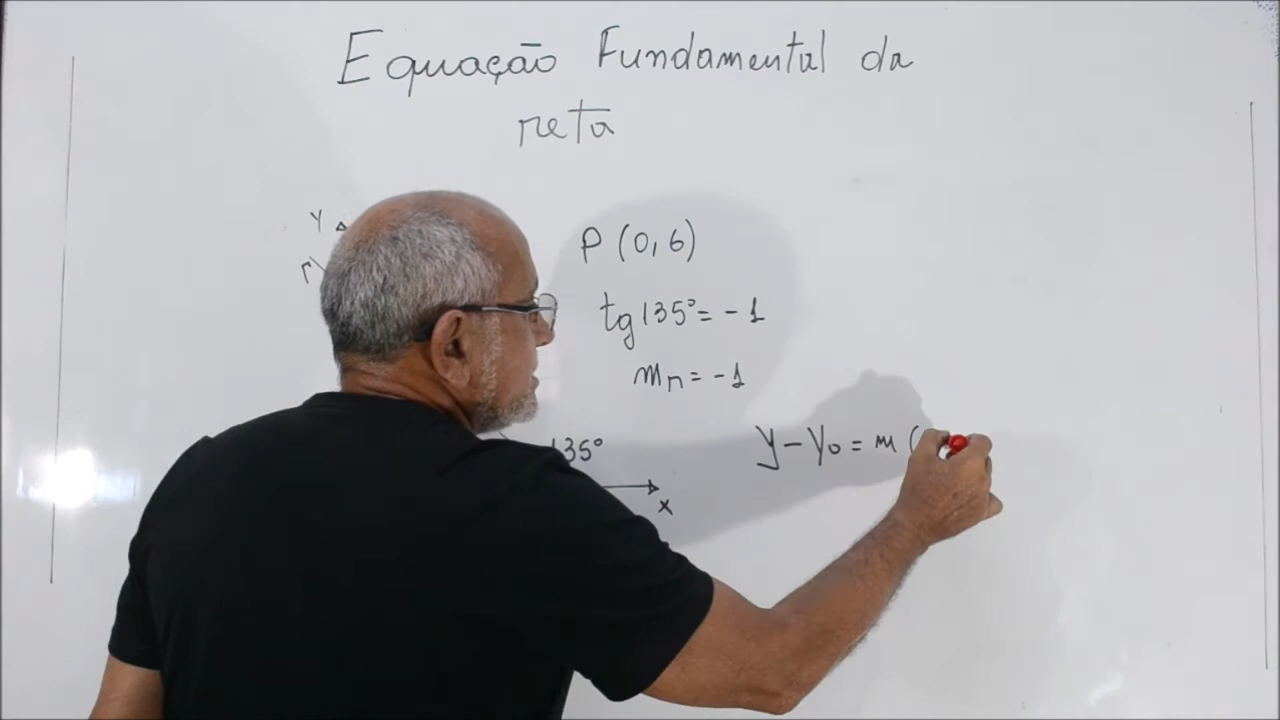 Equação Fundamental da
reta
Y
r
P (0,6)
tg 135° = -1
mr = -1
135°
x
y - y0 = m (